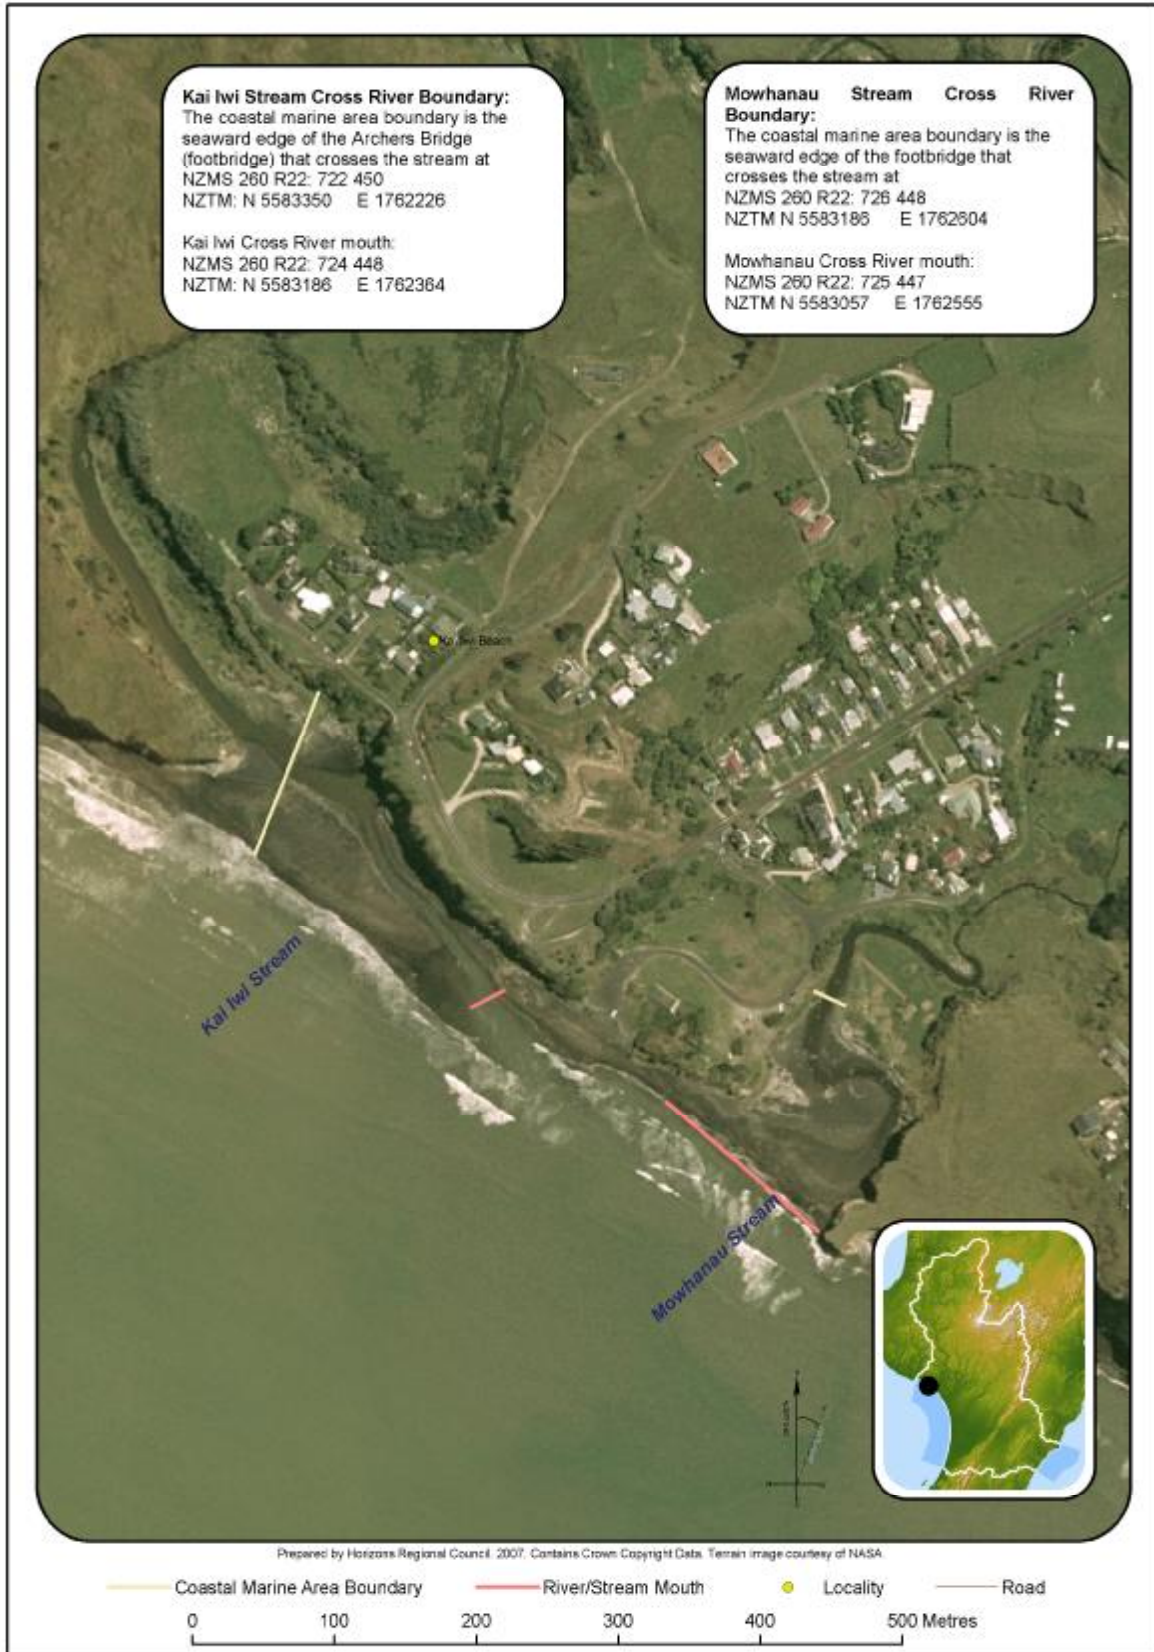 Kai Iwi Stream Cross River Boundary:
The coastal marine area boundary is the
seaward edge of the Archers Bridge
(footbridge) that crosses the stream at
NZMS 260 R22: 722 450
NZTM: N 5583350 E 1762226
Kai Iwi Cross River mouth:
NZMS 260 R22: 724 448
NZTM: N 5583186 E 1762364
Mowhanau Stream Cross River
Boundary:
The coastal marine area boundary is the
seaward edge of the footbridge that
crosses the stream at
NZMS 260 R22: 726 448
NZTM N 5583186 E 1762604
Mowhanau Cross River mouth:
NZMS 260 R22: 725 447
NZTM N 5583057 E 1762555
Kai Iwi Beach
Kai Iwi Stream
Mowhanau Stream
Prepared by Horizons Regional Council. 2007. Contains Crown Copyright Data. Terrain image courtesy of NASA
Coastal Marine Area Boundary
River/Stream Mouth
Locality
Road
0 100 200 300 400 500 Metres